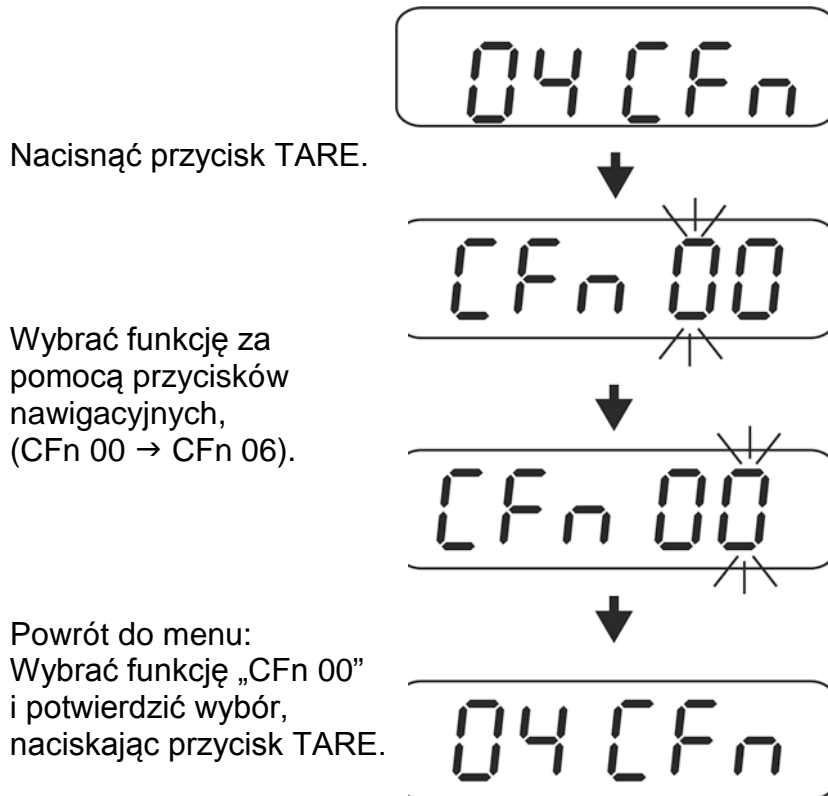 04 CFn
Nacisnąć przycisk TARE.
CFn 00
Wybrać funkcję za
pomocą przycisków
nawigacyjnych,
(CFn 00 → CFn 06).
CFn 00
Powrót do menu:
Wybrać funkcję „CFn 00”
i potwierdzić wybór,
naciskając przycisk TARE.
04 CFn